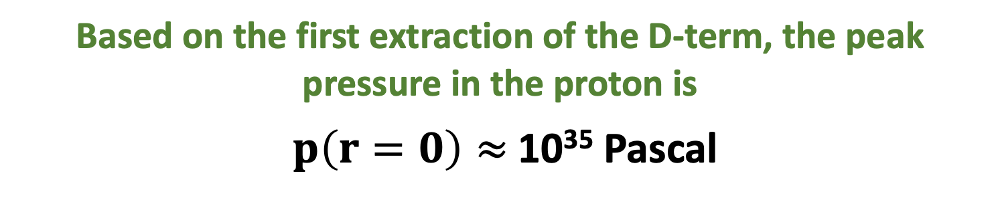 Based on the first extraction of the D-term, the peak
pressure in the proton is
p(r = 0) ≈ 10³⁵ Pascal